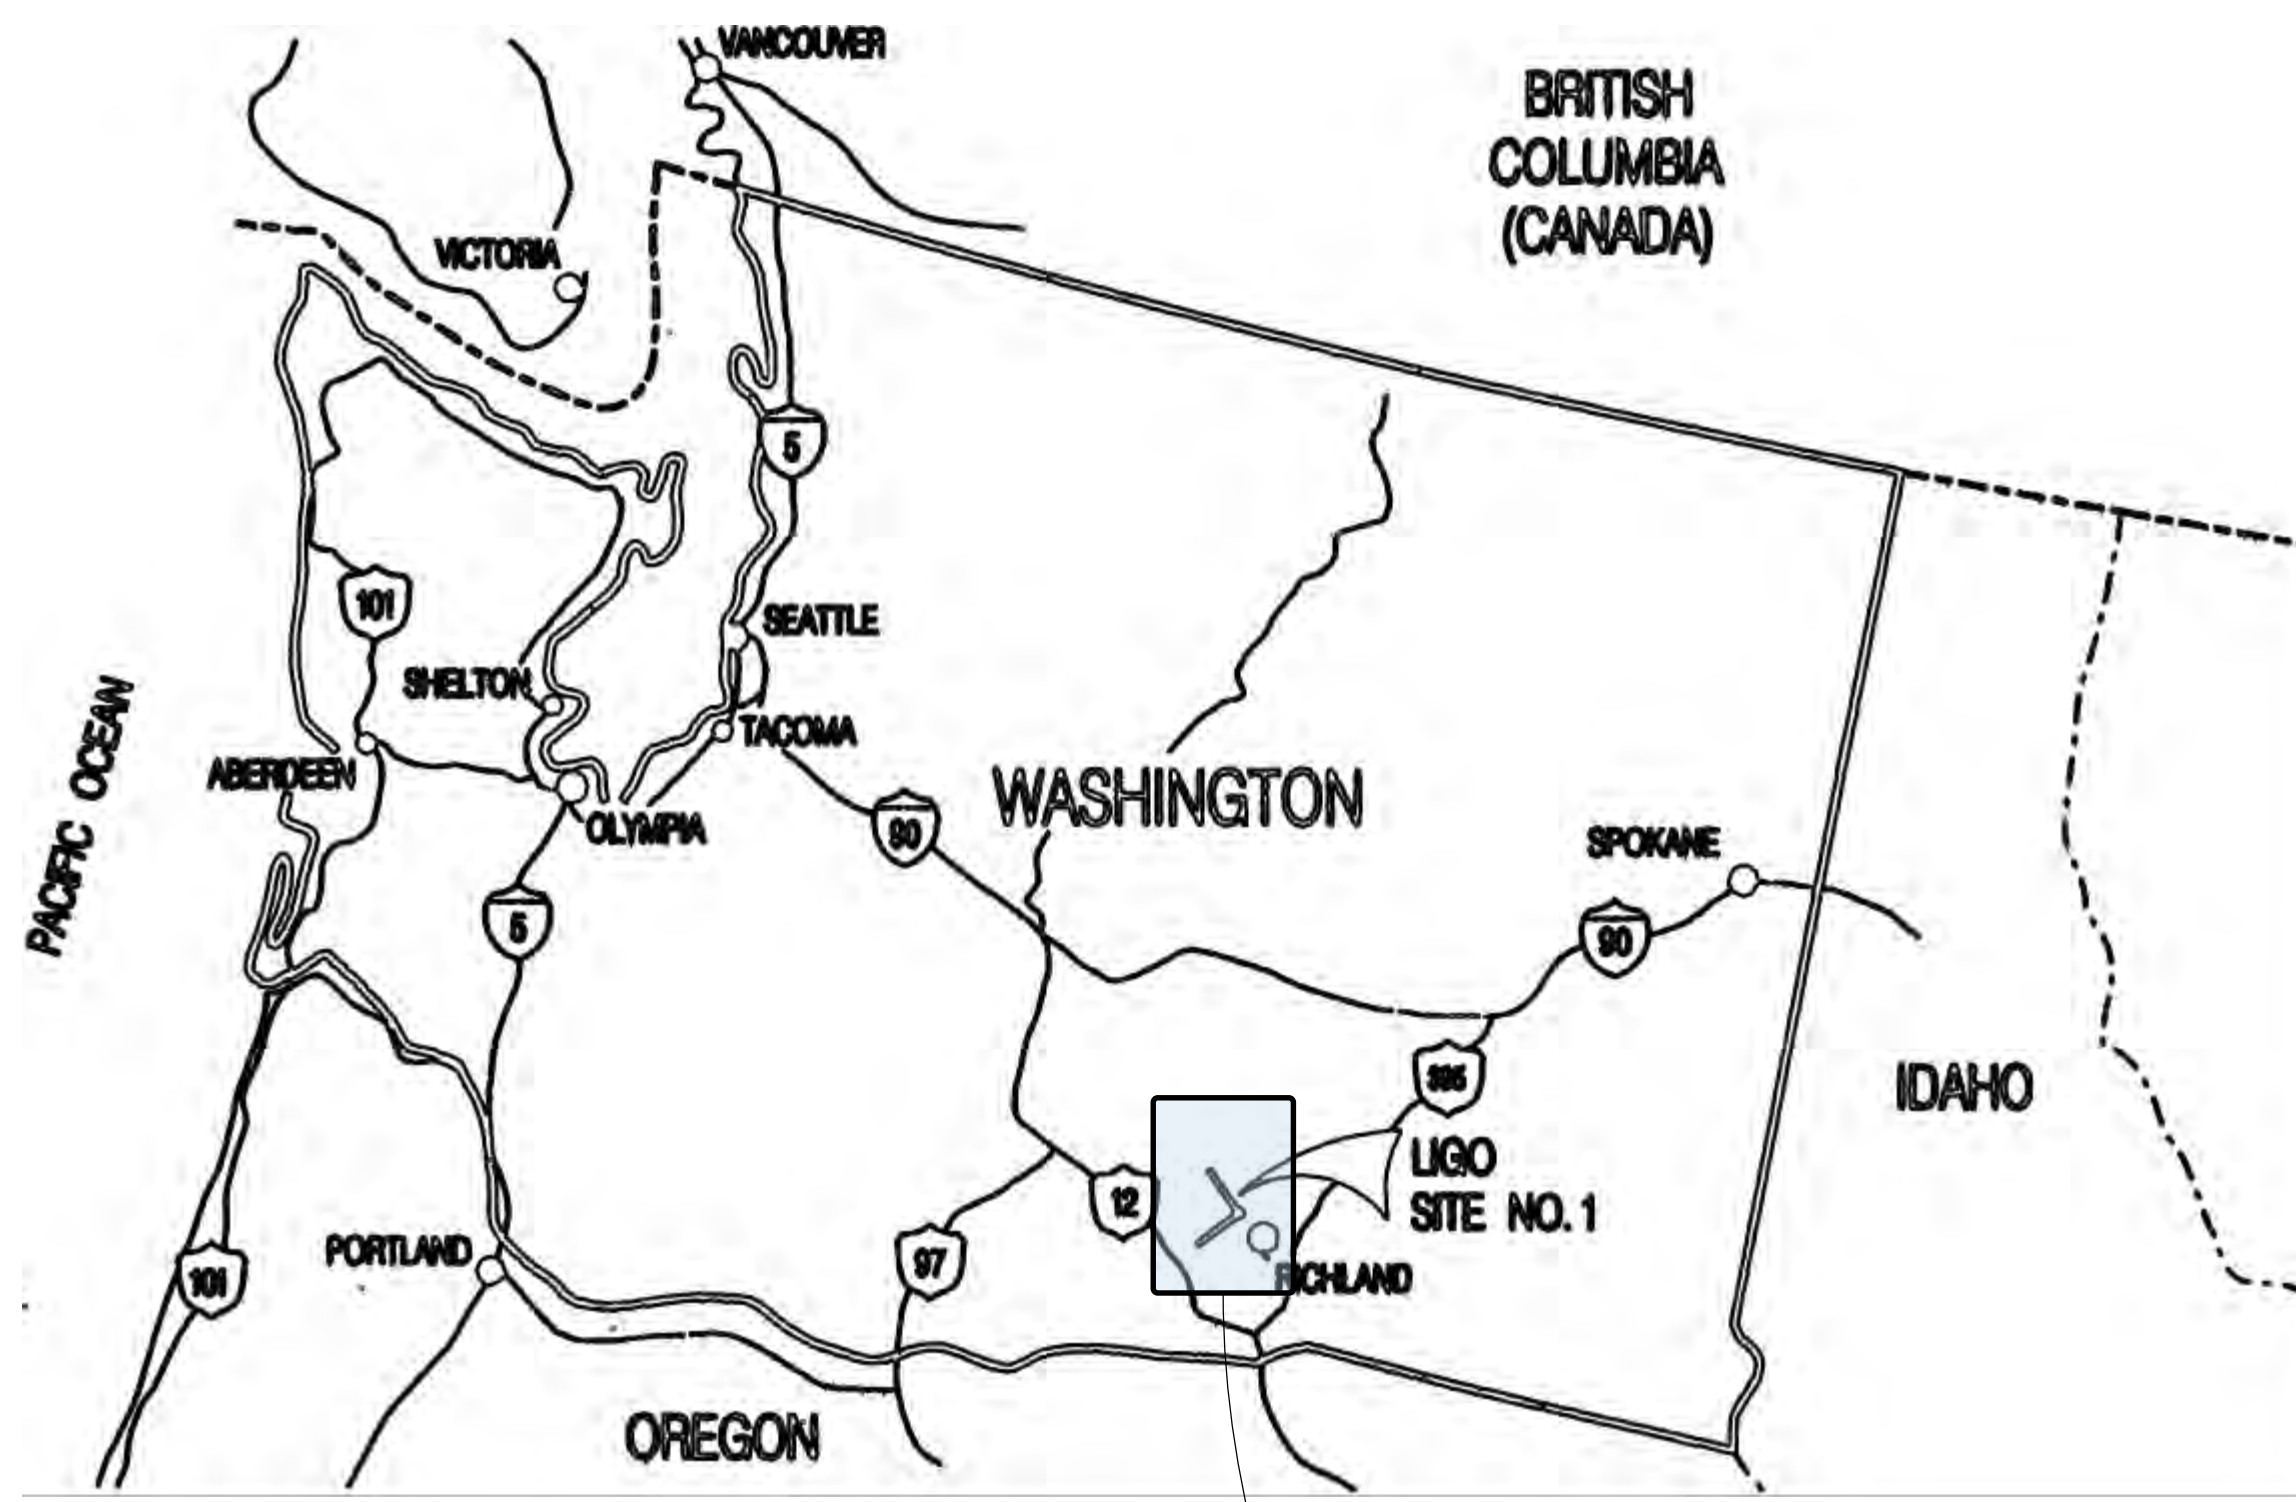 VANCOUVER
BRITISH
COLUMBIA
(CANADA)
VICTORIA
5
101
SEATTLE
SHELTON
TACOMA
ABERDEEN
PACIFIC OCEAN
WASHINGTON
90
OLYMPIA
SPOKANE
5
90
395
IDAHO
LIGO
SITE NO. 1
12
PORTLAND
97
101
RICHLAND
OREGON